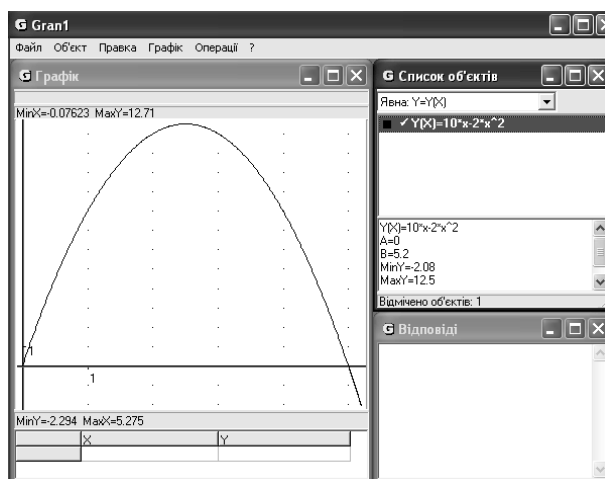 Gran1
Файл Об'єкт Правка Графік Операції ?
Графік
MinX=-0.07623 MaxY=12.71
1
1
MinY=-2.294 MaxX=5.275
X Y
Список об'єктів
Явна: Y=Y(X)
Y(X)=10*x-2*x^2
Y(X)=10*x-2*x^2
A=0
B=5.2
MinY=-2.08
MaxY=12.5
Відмічено об'єктів: 1
Відповіді